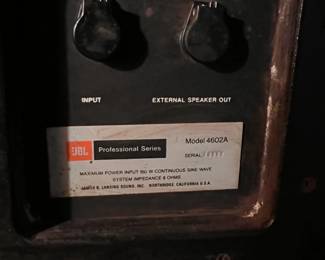 INPUT EXTERNAL SPEAKER OUT
JBL Professional Series Model 4602A
SERIAL
MAXIMUM POWER INPUT 150 W CONTINUOUS SINE WAVE
SYSTEM IMPEDANCE 8 OHMS
JAMES B. LANSING SOUND, INC. NORTHRIDGE, CALIFORNIA U.S.A.